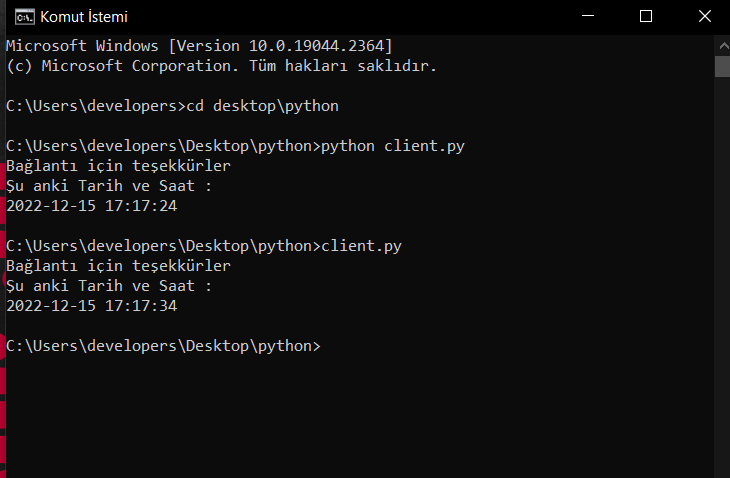 Komut İstemi
Microsoft Windows [Version 10.0.19044.2364]
(c) Microsoft Corporation. Tüm hakları saklıdır.
C:\Users\developers>cd desktop\python
C:\Users\developers\Desktop\python>python client.py
Bağlantı için teşekkürler
Şu anki Tarih ve Saat :
2022-12-15 17:17:24
C:\Users\developers\Desktop\python>client.py
Bağlantı için teşekkürler
Şu anki Tarih ve Saat :
2022-12-15 17:17:34
C:\Users\developers\Desktop\python>